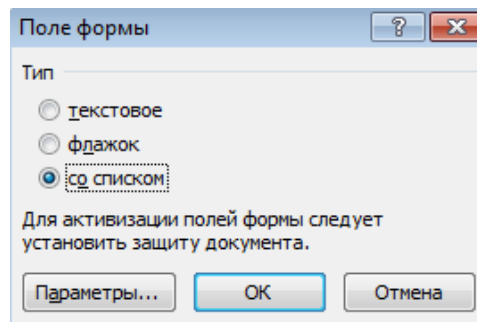 Поле формы
Тип
текстовое
флажок
со списком
Для активизации полей формы следует
установить защиту документа.
Параметры... ОК Отмена